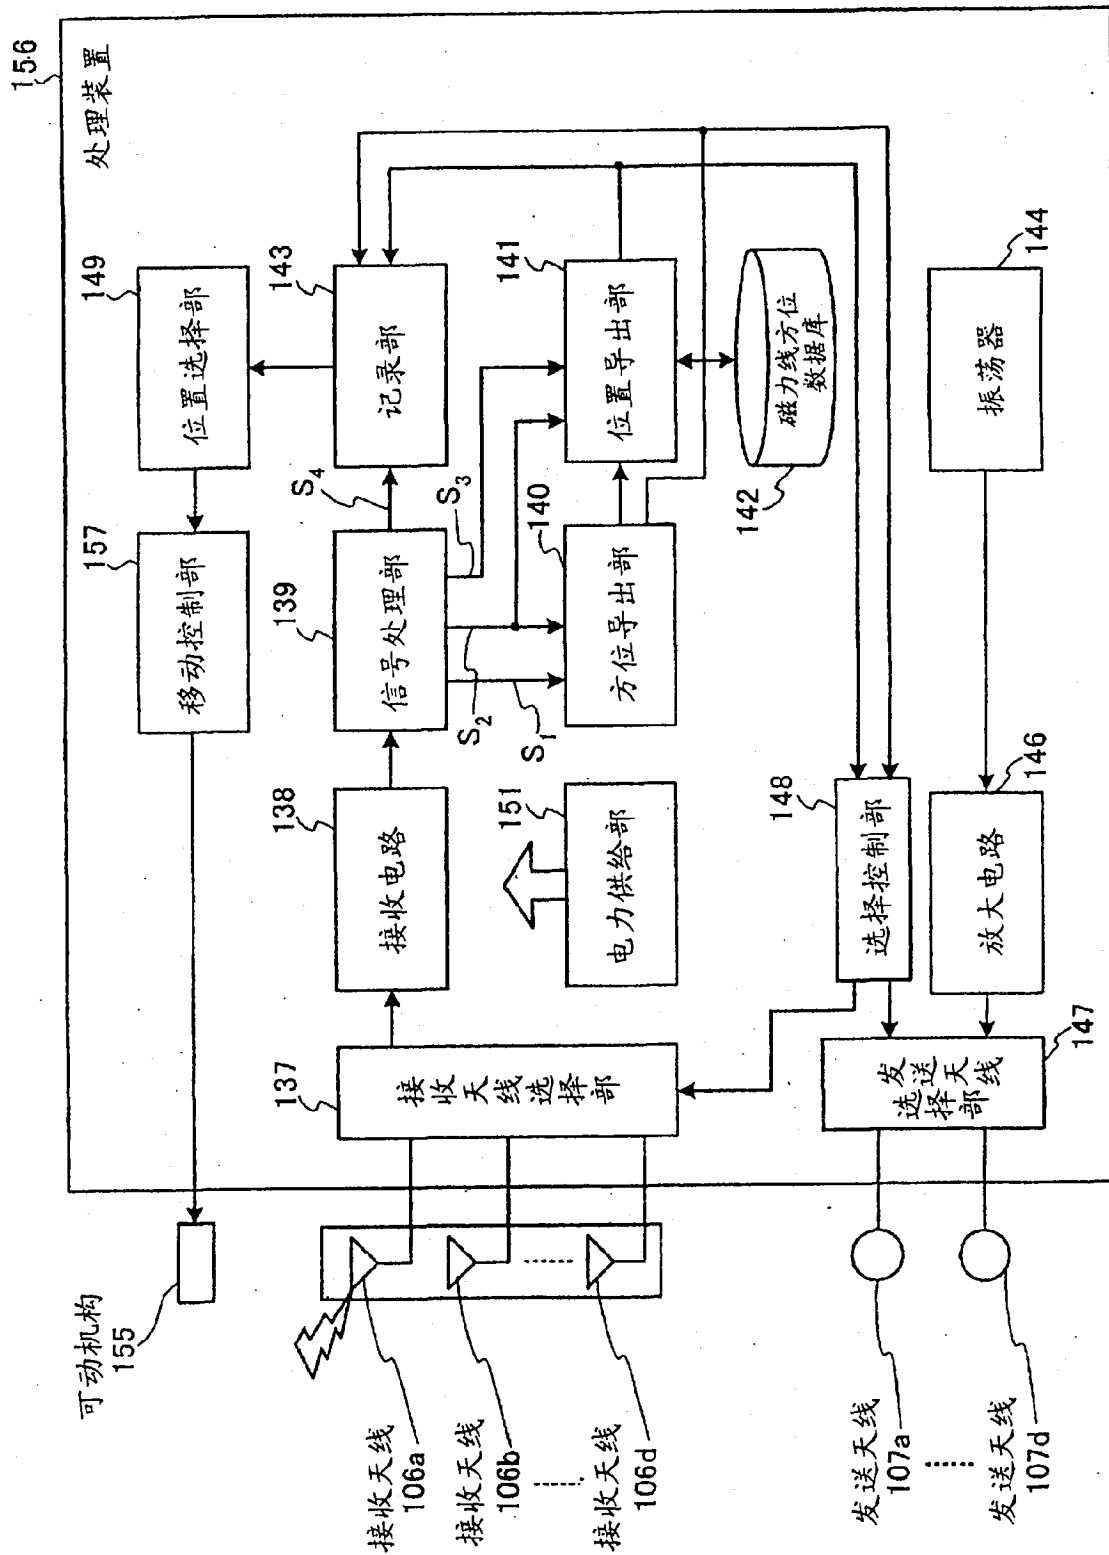 156
处理装置
可动机构
155
157
移动控制部
149
位置选择部
接收天线
106a
接收天线
106b
接收天线
106d
137
接收天线选择部
138
接收电路
139
信号处理部
S4
143
记录部
S3
S2
S1
151
电力供给部
140
方位导出部
141
位置导出部
142
磁力线方位
数据库
148
选择控制部
发送天线
107a
发送天线
107d
147
发送天线
选择部
146
放大电路
144
振荡器